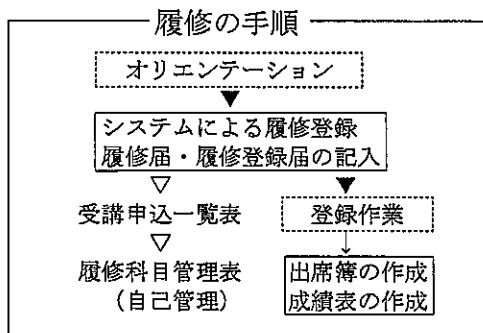 履修の手順
オリエンテーション
システムによる履修登録
履修届・履修登録届の記入
受講申込一覧表
登録作業
履修科目管理表
(自己管理)
出席簿の作成
成績表の作成